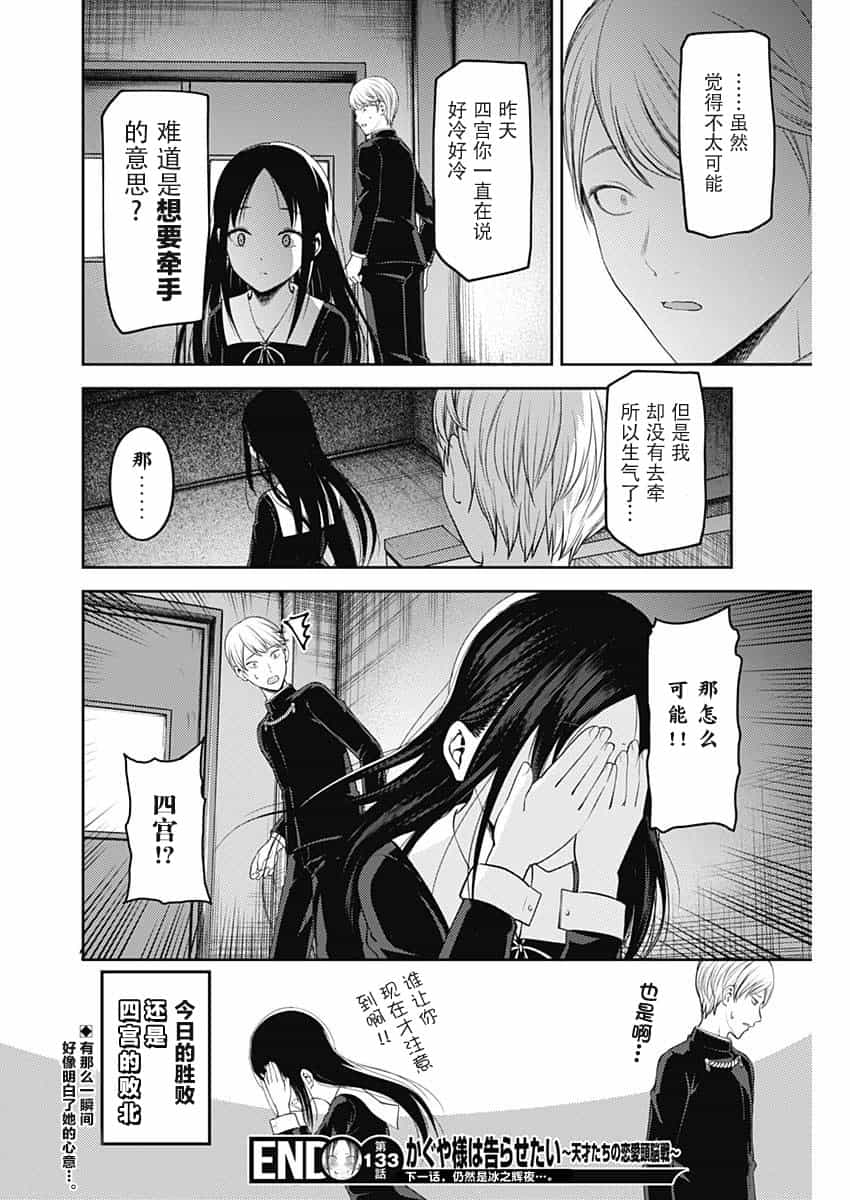 ……虽然
觉得不太可能
昨天
四宫你一直在说
好冷好冷
难道是想要牵手
的意思?
但是我
却没有去牵
所以生气了…
那……
那怎么
可能!!
四宫!?
也是啊…
谁让你
现在才注意
到啊!!
今日的胜败
还是
四宫的败北
◆有那么一瞬间
好像明白了她的心意…。
END 第133話 かぐや様は告らせたい~天才たちの恋愛頭脳戦~
下一话，仍然是冰之辉夜…。